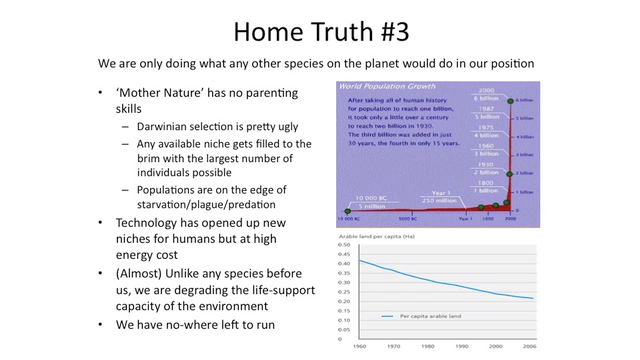 Home Truth #3
We are only doing what any other species on the planet would do in our position
• 'Mother Nature' has no parenting
skills
– Darwinian selection is pretty ugly
– Any available niche gets filled to the
brim with the largest number of
individuals possible
– Populations are on the edge of
starvation/plague/predation
• Technology has opened up new
niches for humans but at high
energy cost
• (Almost) Unlike any species before
us, we are degrading the life-support
capacity of the environment
• We have no-where left to run
World Population Growth
After taking all of human history
for population to reach one billion,
it took only a little over a century
to reach two billion in 1930.
The third billion was added in just
30 years, the fourth in only 15 years.
2000
6 billion
1987
5 billion
1975
4 billion
1960
3 billion
1930
2 billion
1800
1 billion
Year 1
250 million
10 000 BC
5 million
6 billion
5 billion
4 billion
3 billion
2 billion
1 billion
0
10 000 BC
5000 BC
Year 1
1000
2000
Arable land per capita (Ha)
0.50
0.45
0.40
0.35
0.30
0.25
0.20
0.15
0.10
0.05
0
Per capita arable land
1960 1970 1980 1990 2000 2006